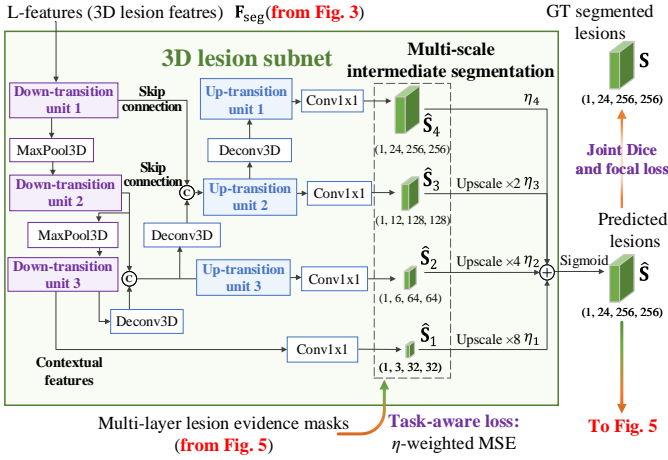 L-features (3D lesion featres) F_seg(from Fig. 3)
GT segmented
lesions
S
(1, 24, 256, 256)
3D lesion subnet
Multi-scale
intermediate segmentation
Down-transition
unit 1
Skip
connection
Up-transition
unit 1
Conv1x1
Ŝ₄
(1, 24, 256, 256)
η₄
MaxPool3D
Deconv3D
Joint Dice
and focal loss
Down-transition
unit 2
Skip
connection
C
Up-transition
unit 2
Conv1x1
Ŝ₃
(1, 12, 128, 128)
Upscale ×2 η₃
MaxPool3D
Deconv3D
Predicted
lesions
Down-transition
unit 3
C
Up-transition
unit 3
Conv1x1
Ŝ₂
(1, 6, 64, 64)
Upscale ×4 η₂
Sigmoid
Ŝ
(1, 24, 256, 256)
Deconv3D
Contextual
features
Conv1x1
Ŝ₁
(1, 3, 32, 32)
Upscale ×8 η₁
Multi-layer lesion evidence masks
(from Fig. 5)
Task-aware loss:
η-weighted MSE
To Fig. 5